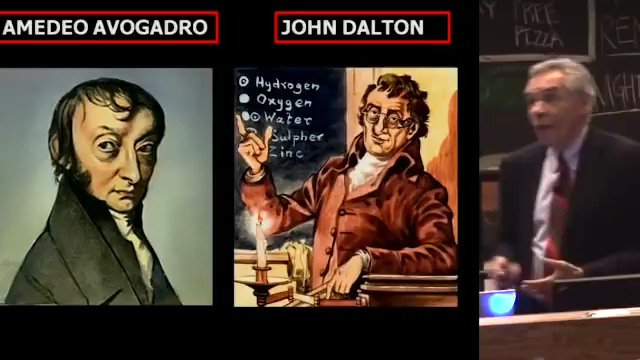 AMEDEO AVOGADRO
JOHN DALTON
Hydrogen
Oxygen
Water
Sulpher
Zinc
FREE
PIZZA